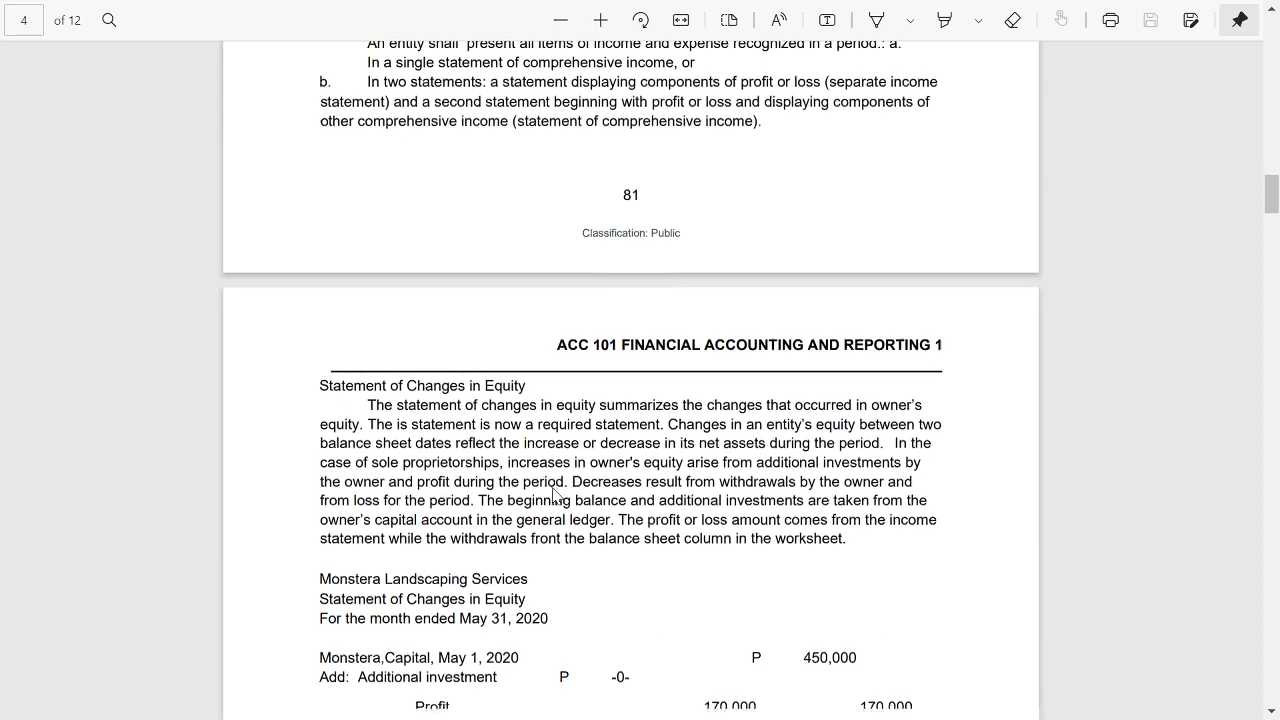 4 of 12
An entity shall present all items of income and expense recognized in a period.: a.
In a single statement of comprehensive income, or
b. In two statements: a statement displaying components of profit or loss (separate income
statement) and a second statement beginning with profit or loss and displaying components of
other comprehensive income (statement of comprehensive income).
81
Classification: Public
ACC 101 FINANCIAL ACCOUNTING AND REPORTING 1
Statement of Changes in Equity
The statement of changes in equity summarizes the changes that occurred in owner's
equity. The is statement is now a required statement. Changes in an entity's equity between two
balance sheet dates reflect the increase or decrease in its net assets during the period. In the
case of sole proprietorships, increases in owner's equity arise from additional investments by
the owner and profit during the period. Decreases result from withdrawals by the owner and
from loss for the period. The beginning balance and additional investments are taken from the
owner's capital account in the general ledger. The profit or loss amount comes from the income
statement while the withdrawals front the balance sheet column in the worksheet.
Monstera Landscaping Services
Statement of Changes in Equity
For the month ended May 31, 2020
Monstera,Capital, May 1, 2020 P 450,000
Add: Additional investment P -0-
Profit 170,000 170,000